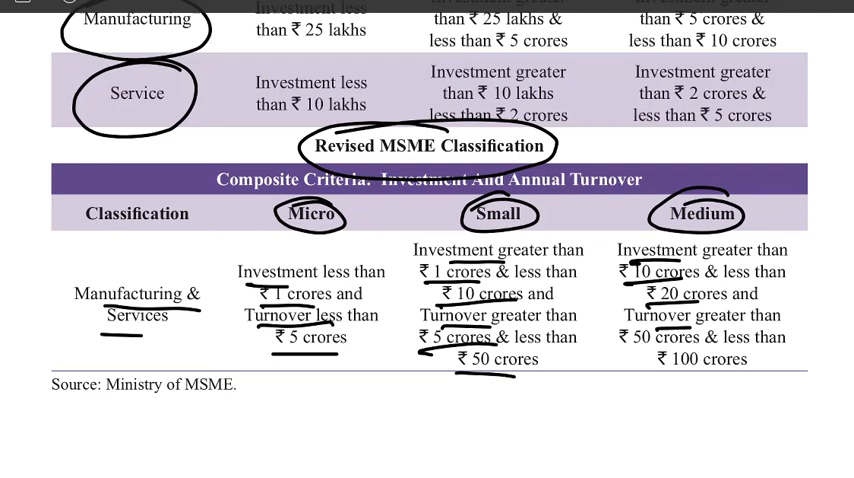 Manufacturing
than ₹ 25 lakhs
than ₹ 25 lakhs &
less than ₹ 5 crores
than ₹ 5 crores &
less than ₹ 10 crores
Service
Investment less
than ₹ 10 lakhs
Investment greater
than ₹ 10 lakhs
less than ₹ 2 crores
Investment greater
than ₹ 2 crores &
less than ₹ 5 crores
Revised MSME Classification
Composite Criteria: Investment And Annual Turnover
Classification
Micro
Small
Medium
Manufacturing &
Services
Investment less than
₹ 1 crores and
Turnover less than
₹ 5 crores
Investment greater than
₹ 1 crores & less than
₹ 10 crores and
Turnover greater than
₹ 5 crores & less than
₹ 50 crores
Investment greater than
₹ 10 crores & less than
₹ 20 crores and
Turnover greater than
₹ 50 crores & less than
₹ 100 crores
Source: Ministry of MSME.